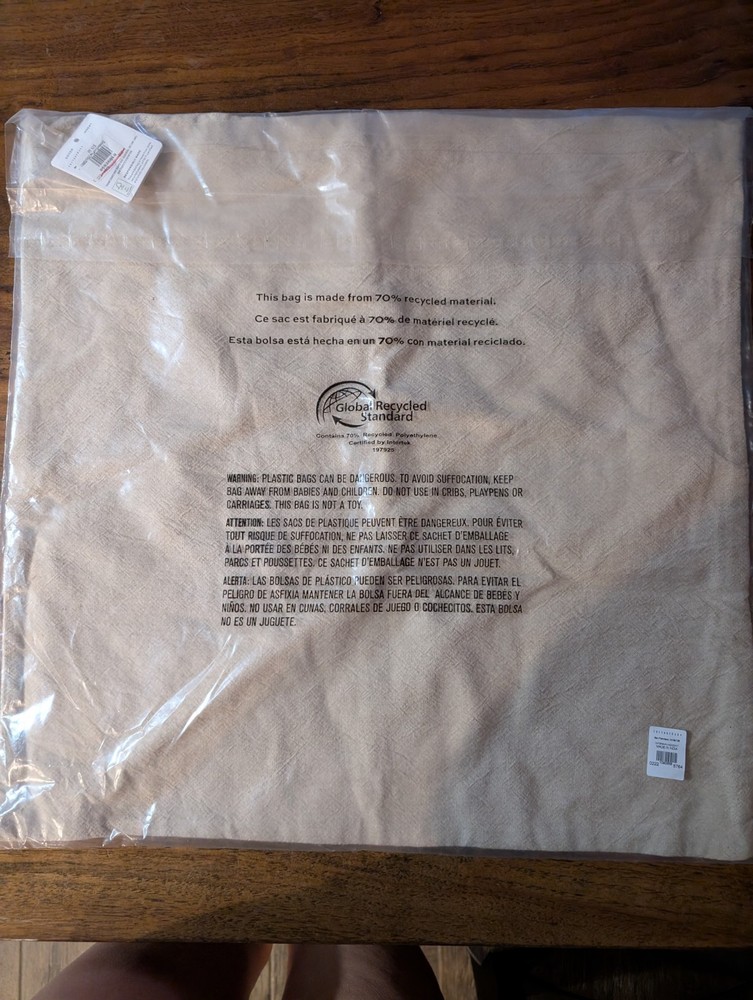 This bag is made from 70% recycled material.
Ce sac est fabriqué à 70% de matériel recyclé.
Esta bolsa está hecha en un 70% con material reciclado.
Global Recycled
Standard
Contains 70% Recycled Polyethylene
Certified by Intertek
197920
WARNING: PLASTIC BAGS CAN BE DANGEROUS. TO AVOID SUFFOCATION, KEEP
BAG AWAY FROM BABIES AND CHILDREN. DO NOT USE IN CRIBS, PLAYPENS OR
CARRIAGES. THIS BAG IS NOT A TOY.
ATTENTION: LES SACS DE PLASTIQUE PEUVENT ÊTRE DANGEREUX. POUR ÉVITER
TOUT RISQUE DE SUFFOCATION, NE PAS LAISSER CE SACHET D'EMBALLAGE
À LA PORTÉE DES BÉBÉS NI DES ENFANTS. NE PAS UTILISER DANS LES LITS,
PARCS ET POUSSETTES. CE SACHET D'EMBALLAGE N'EST PAS UN JOUET.
ALERTA: LAS BOLSAS DE PLÁSTICO PUEDEN SER PELIGROSAS. PARA EVITAR EL
PELIGRO DE ASFIXIA MANTENER LA BOLSA FUERA DEL ALCANCE DE BEBÉS Y
NIÑOS. NO USAR EN CUNAS, CORRALES DE JUEGO O COCHECITOS. ESTA BOLSA
NO ES UN JUGUETE.